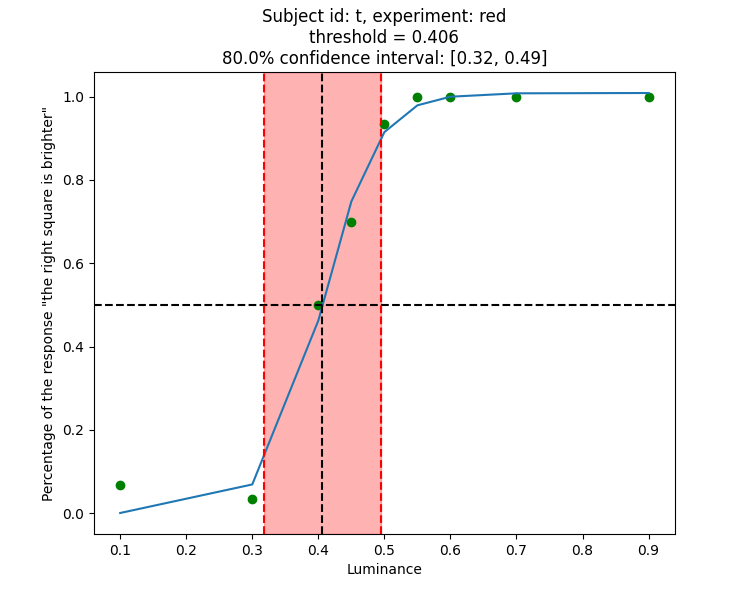 Subject id: t, experiment: red
threshold = 0.406
80.0% confidence interval: [0.32, 0.49]
Percentage of the response "the right square is brighter"
1.0
0.8
0.6
0.4
0.2
0.0
0.1 0.2 0.3 0.4 0.5 0.6 0.7 0.8 0.9
Luminance